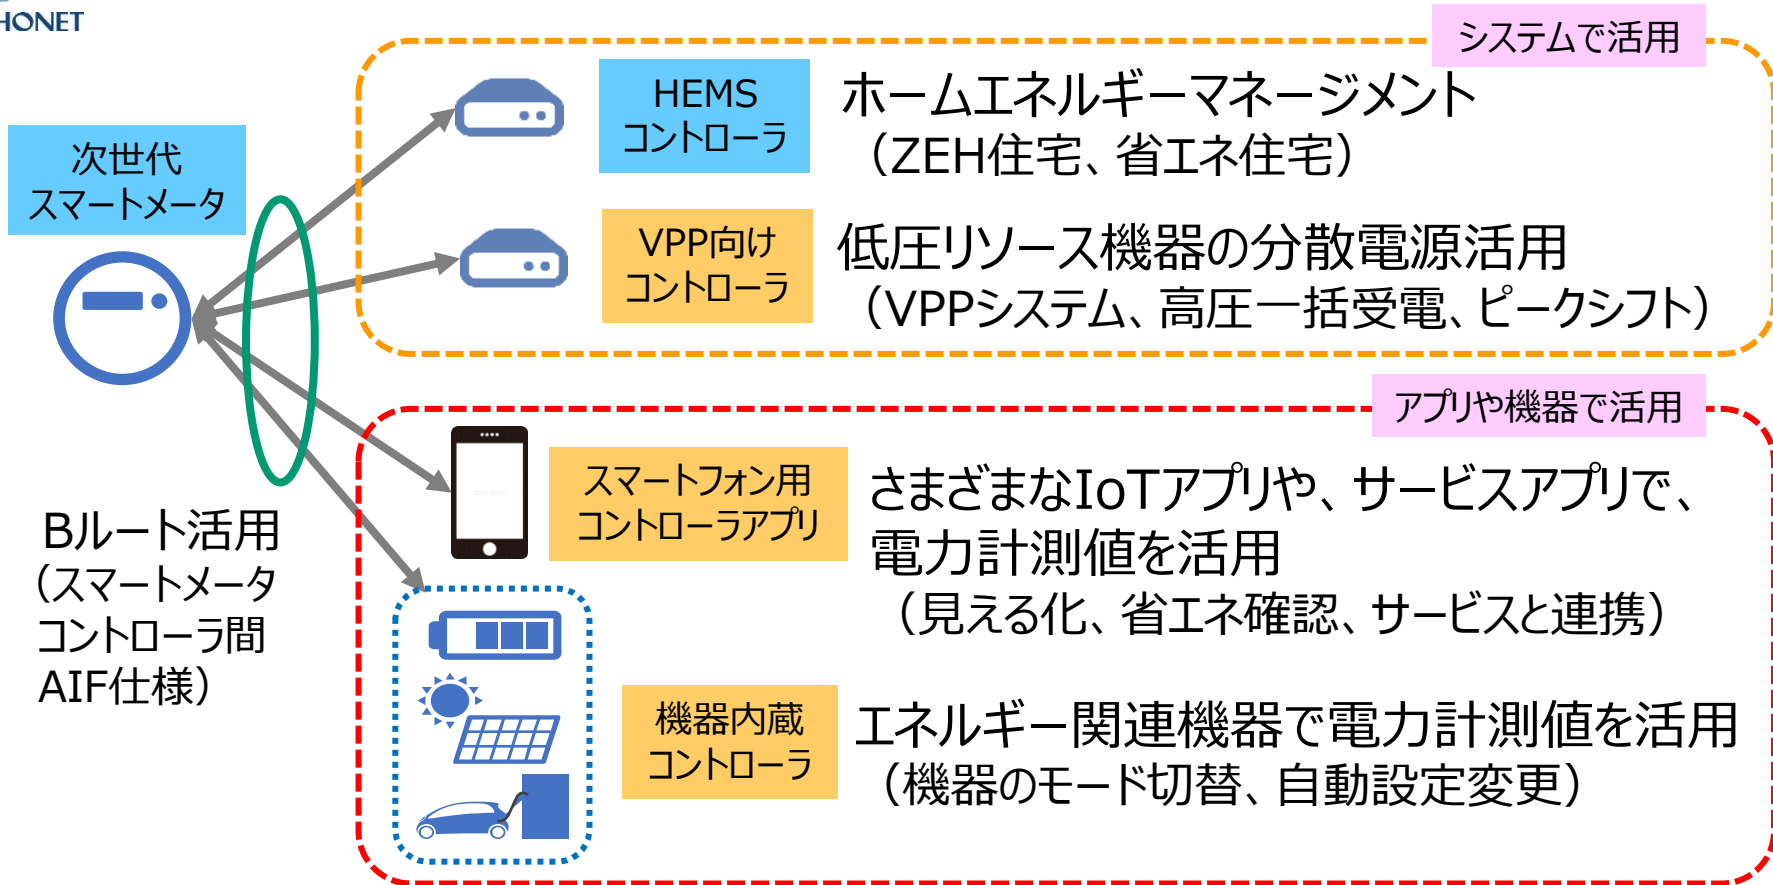 HONET
システムで活用
HEMS
コントローラ
ホームエネルギーマネージメント
（ZEH住宅、省エネ住宅）
次世代
スマートメータ
VPP向け
コントローラ
低圧リソース機器の分散電源活用
（VPPシステム、高圧一括受電、ピークシフト）
アプリや機器で活用
スマートフォン用
コントローラアプリ
さまざまなIoTアプリや、サービスアプリで、
電力計測値を活用
（見える化、省エネ確認、サービスと連携）
Bルート活用
（スマートメータ
コントローラ間
AIF仕様）
機器内蔵
コントローラ
エネルギー関連機器で電力計測値を活用
（機器のモード切替、自動設定変更）